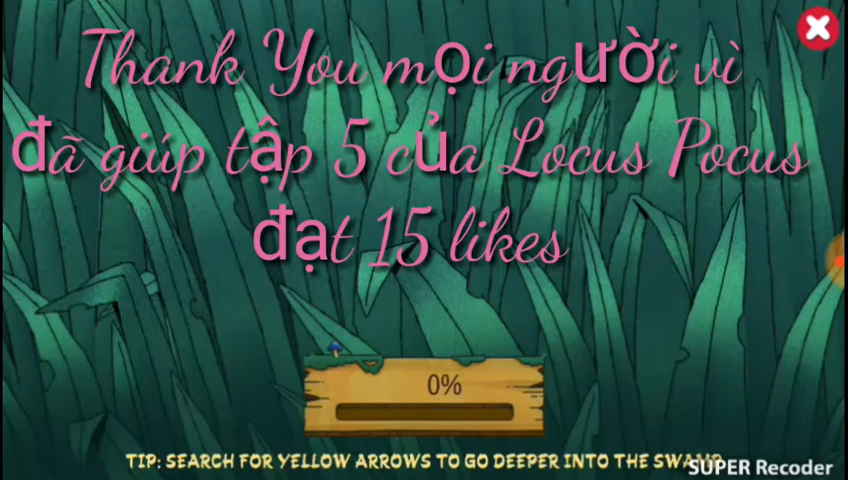 Thank You mọi người vì
đã giúp tập 5 của Locus Pocus
đạt 15 likes
0%
TIP: SEARCH FOR YELLOW ARROWS TO GO DEEPER INTO THE SWAMP
SUPER Recoder